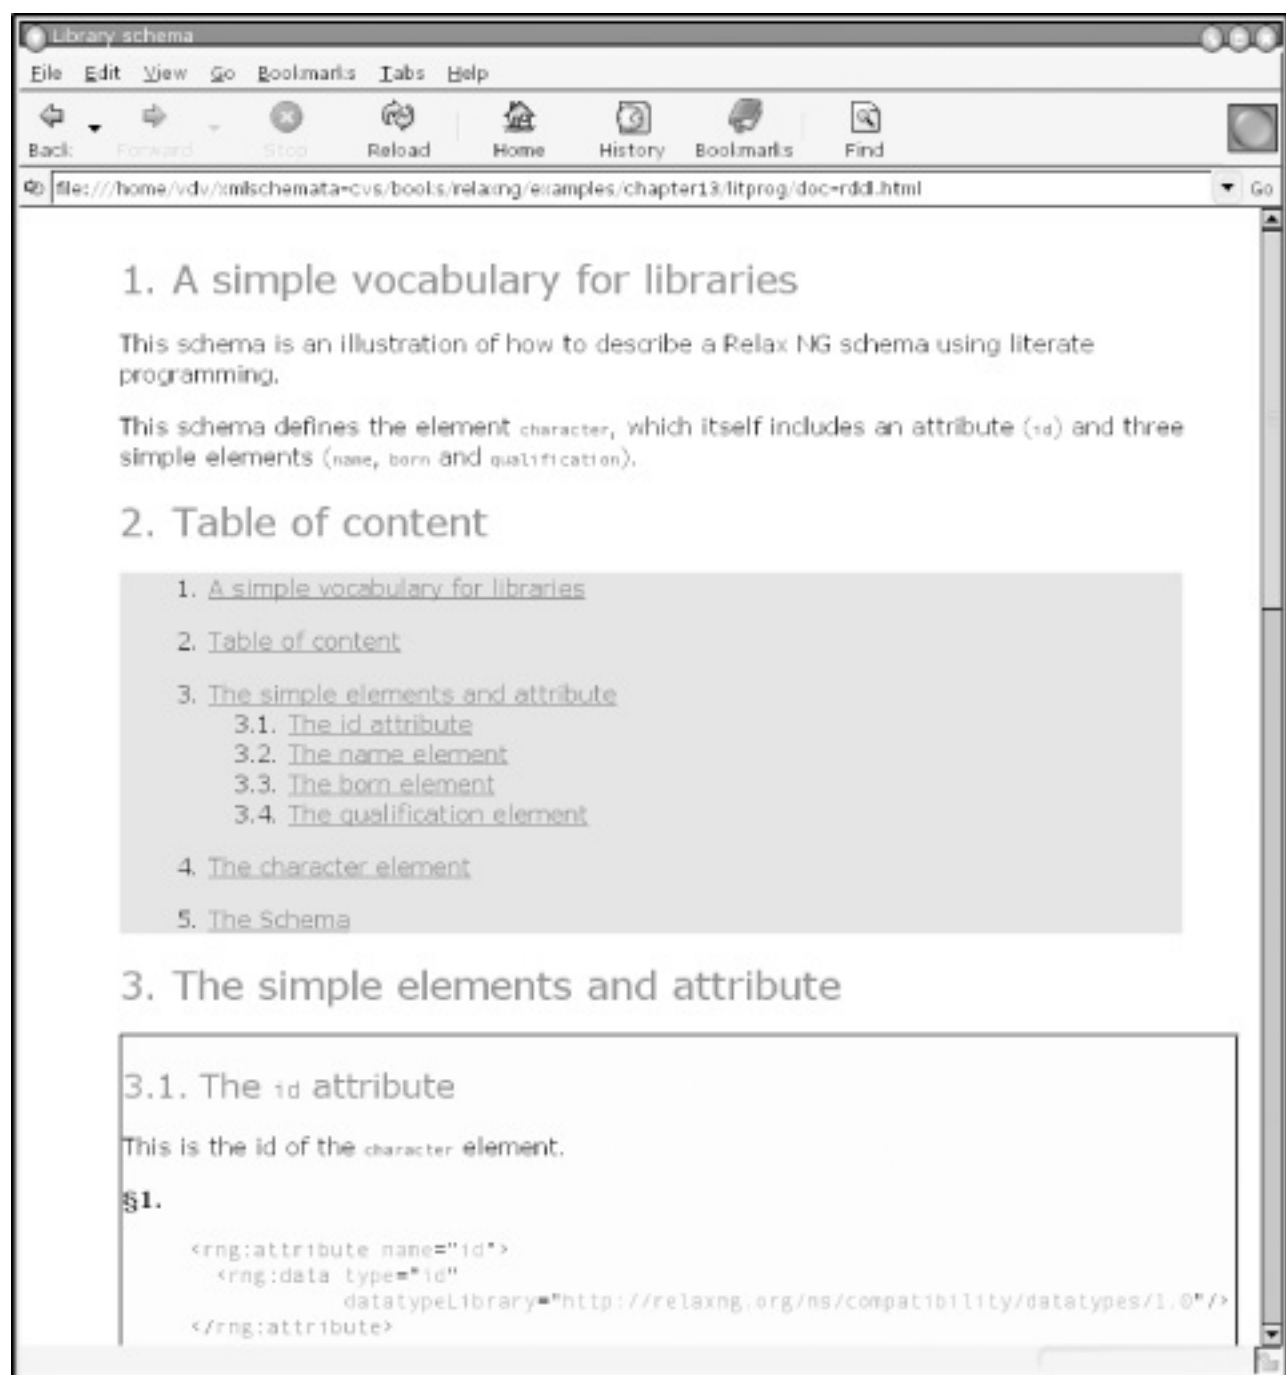 Library schema
File Edit View Go Bookmarks Tabs Help
Back Forward Stop Reload Home History Bookmarks Find
file:///home/vdv/xmlschemata-cvs/books/relaxng/examples/chapter13/litprog/doc-rddl.html Go
1. A simple vocabulary for libraries
This schema is an illustration of how to describe a Relax NG schema using literate
programming.
This schema defines the element character, which itself includes an attribute (id) and three
simple elements (name, born and qualification).
2. Table of content
1. A simple vocabulary for libraries
2. Table of content
3. The simple elements and attribute
3.1. The id attribute
3.2. The name element
3.3. The born element
3.4. The qualification element
4. The character element
5. The Schema
3. The simple elements and attribute
3.1. The id attribute
This is the id of the character element.
§1.
<rng:attribute name="id">
<rng:data type="id"
datatypeLibrary="http://relaxng.org/ns/compatibility/datatypes/1.0"/>
</rng:attribute>